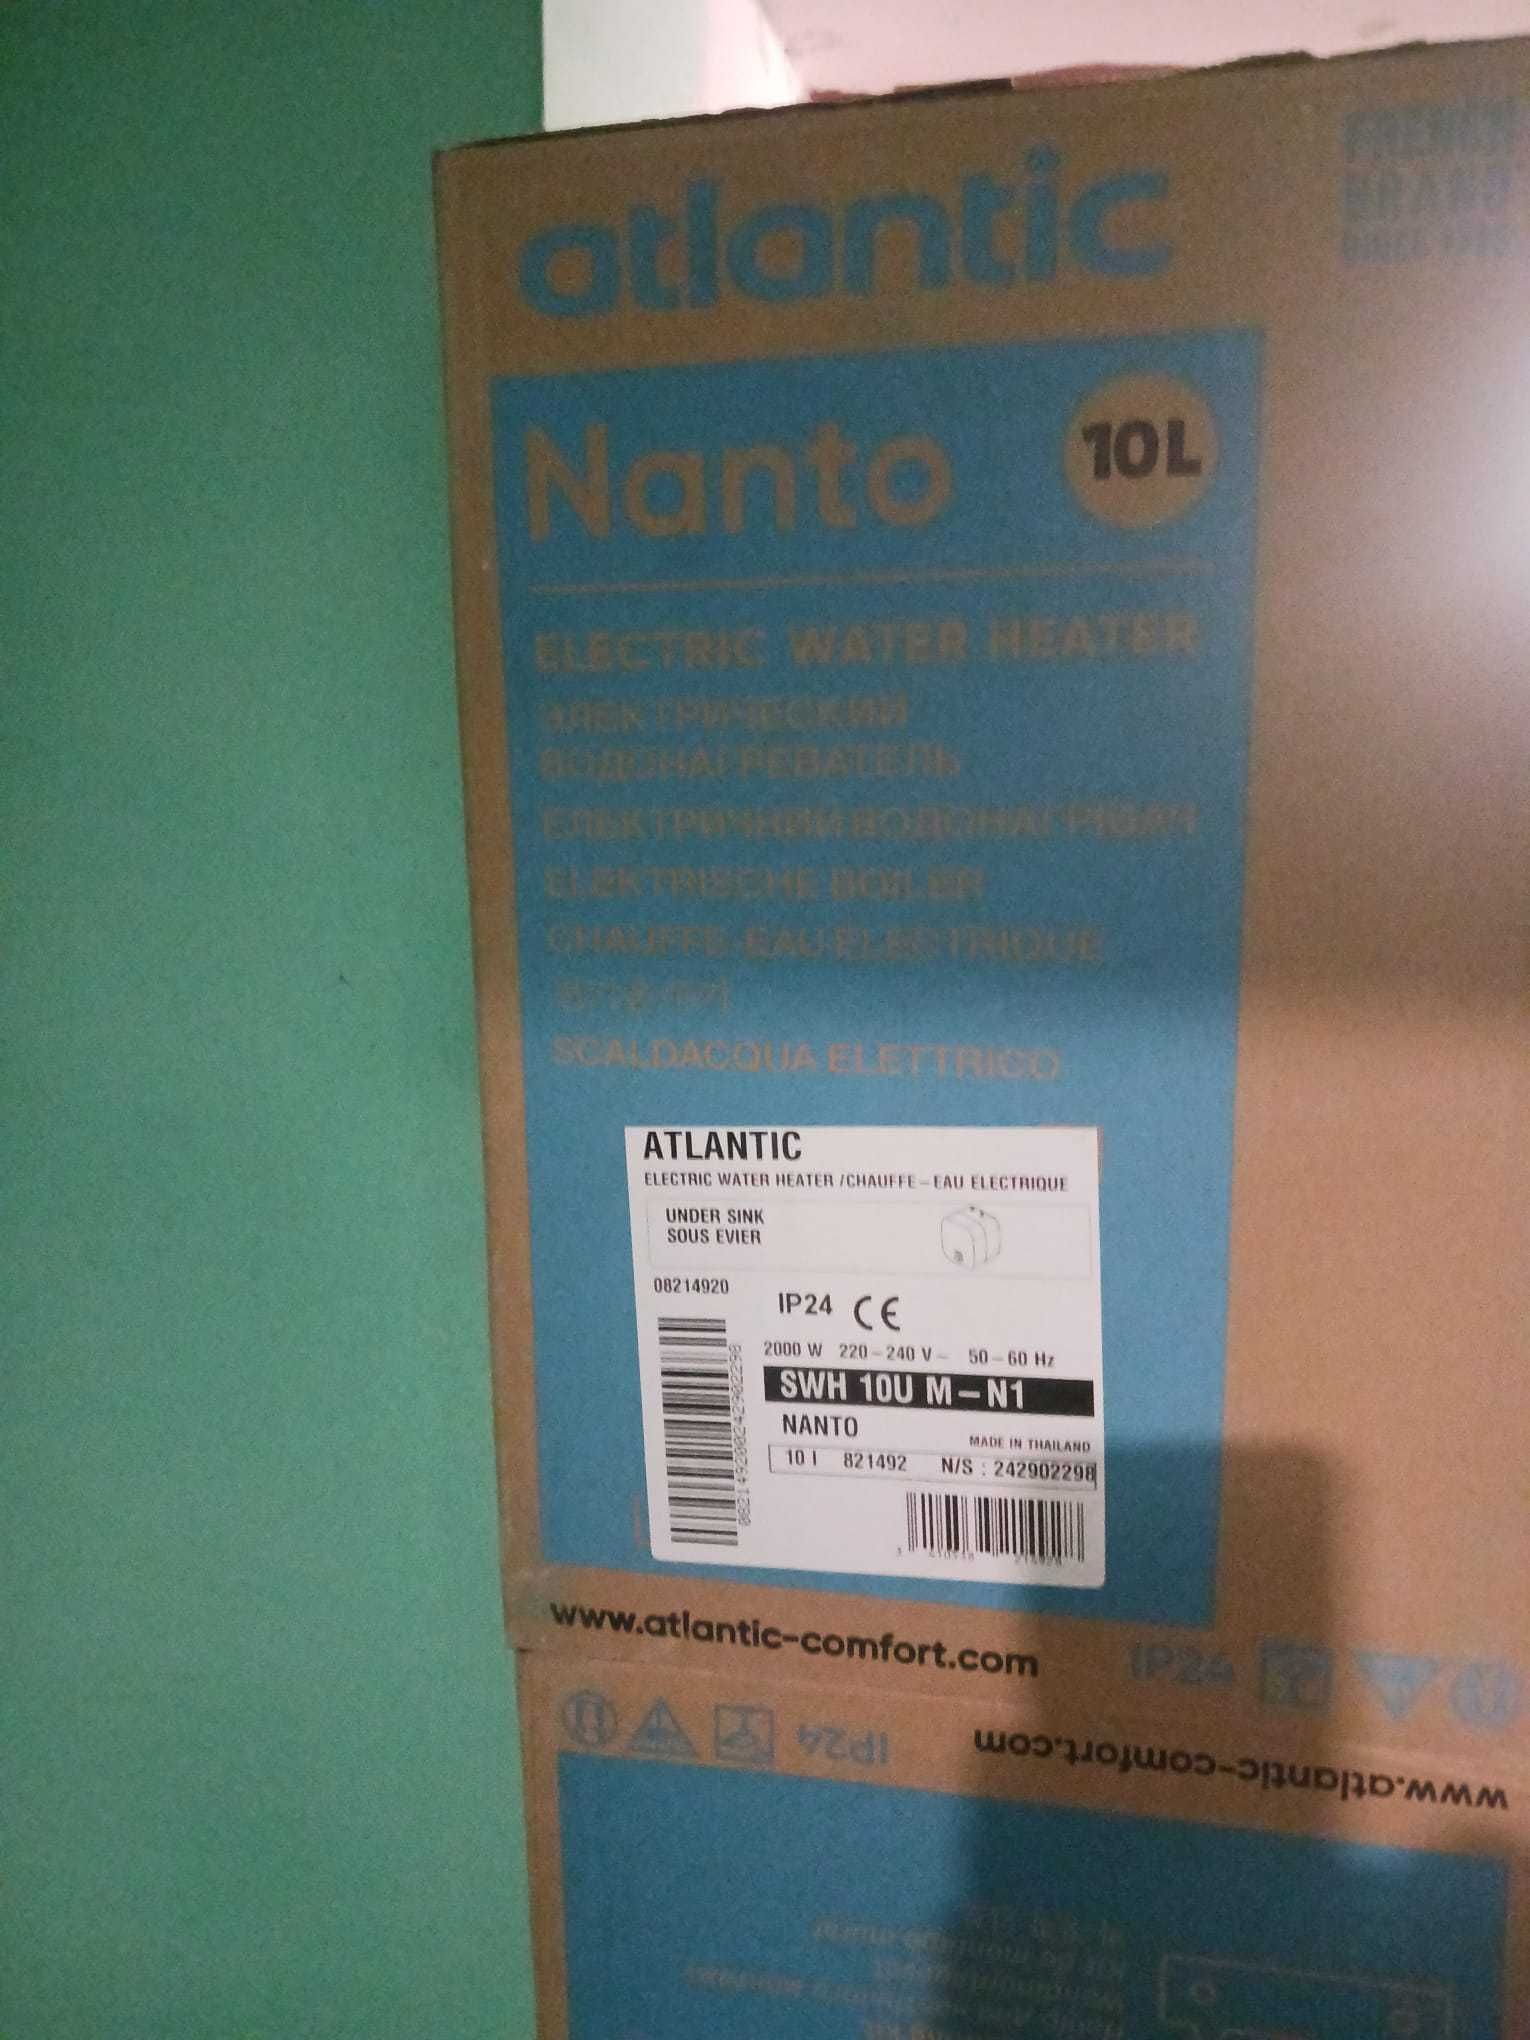 atlantic
Nanto 10L
ELECTRIC WATER HEATER
ЭЛЕКТРИЧЕСКИЙ
ВОДОНАГРЕВАТЕЛЬ
ЕЛЕКТРИЧНИЙ ВОДОНАГРІВАЧ
ELEKTRISCHE BOILER
CHAUFFE-EAU ELECTRIQUE
SCALDACQUA ELETTRICO
ATLANTIC
ELECTRIC WATER HEATER /CHAUFFE-EAU ELECTRIQUE
UNDER SINK
SOUS EVIER
08214920
IP24 CE
2000 W 220-240 V~ 50-60 Hz
SWH 10U M-N1
NANTO
MADE IN THAILAND
10 l 821492 N/S : 242902298
082149200242902298
www.atlantic-comfort.com
IP24
IP24
www.atlantic-comfort.com